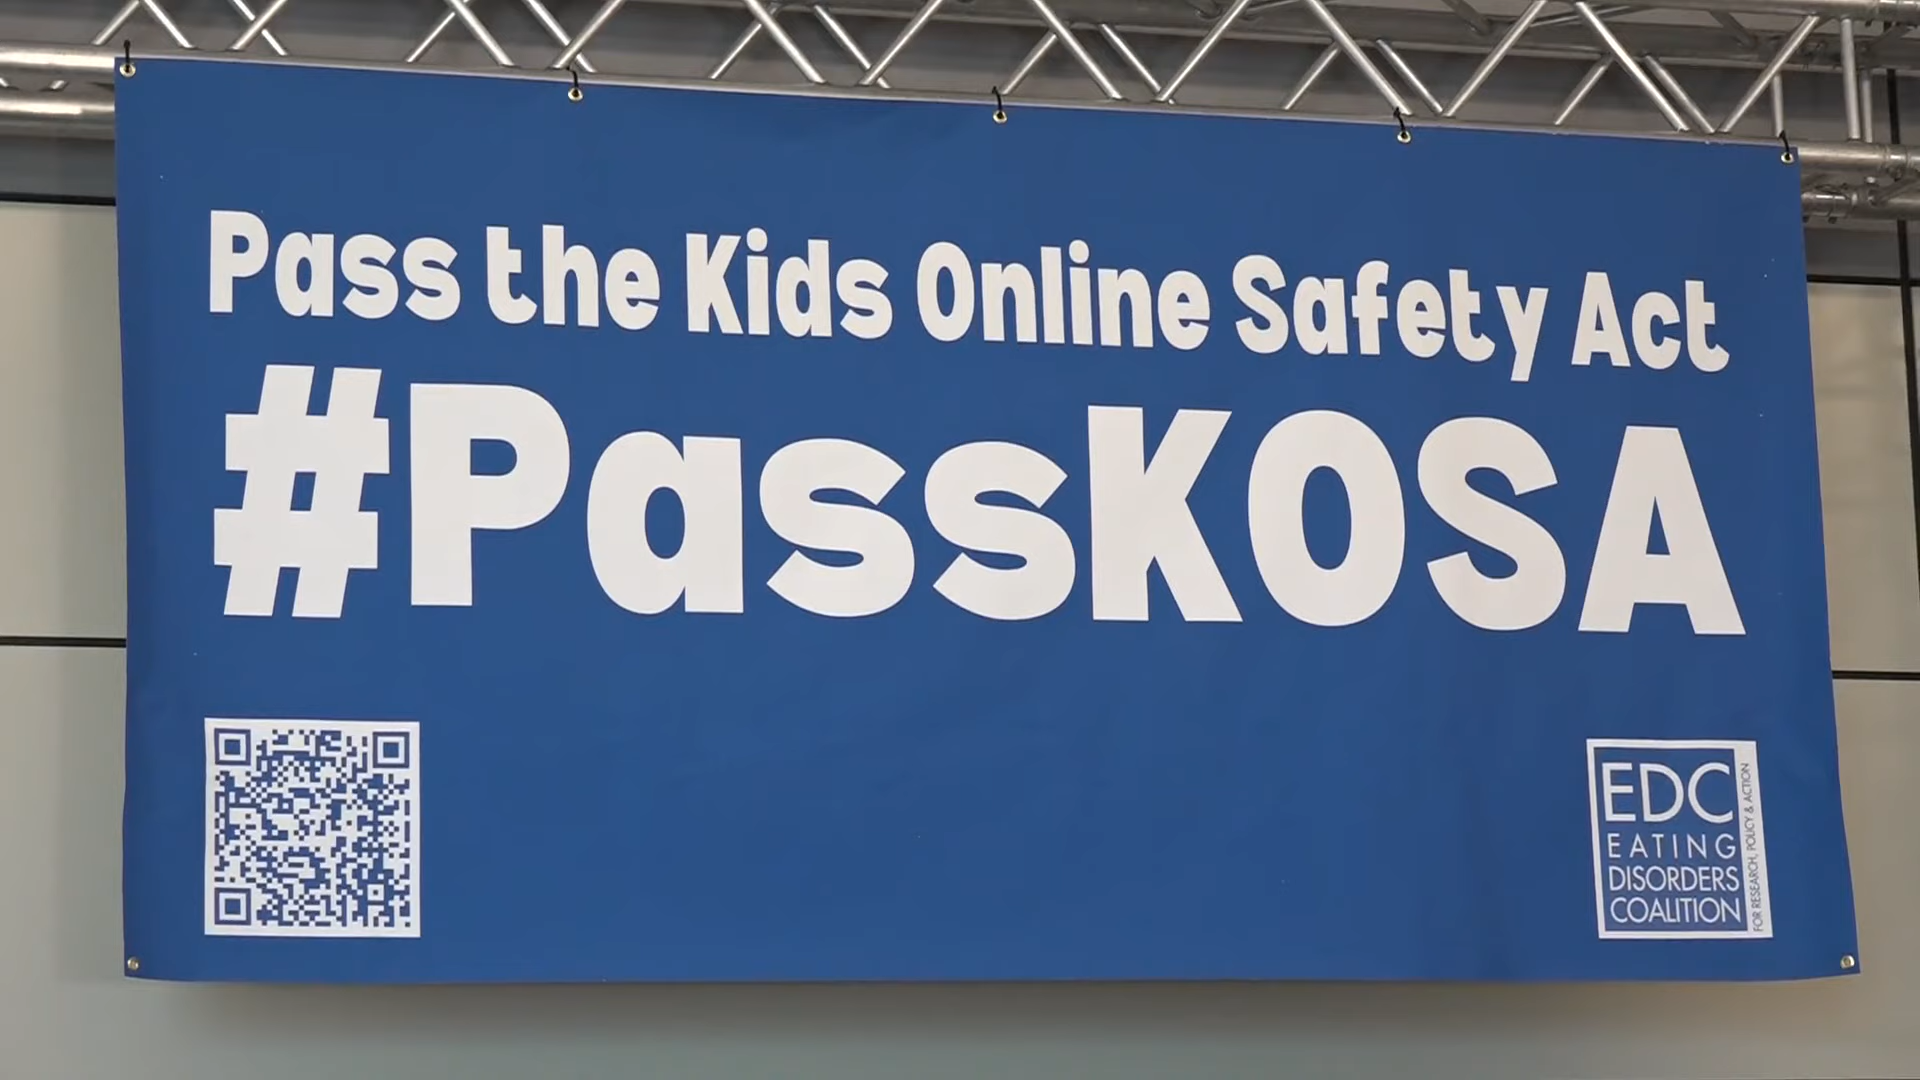 Pass the Kids Online Safety Act
#PassKOSA
EDC
EATING
DISORDERS
COALITION
FOR RESEARCH, POLICY & ACTION